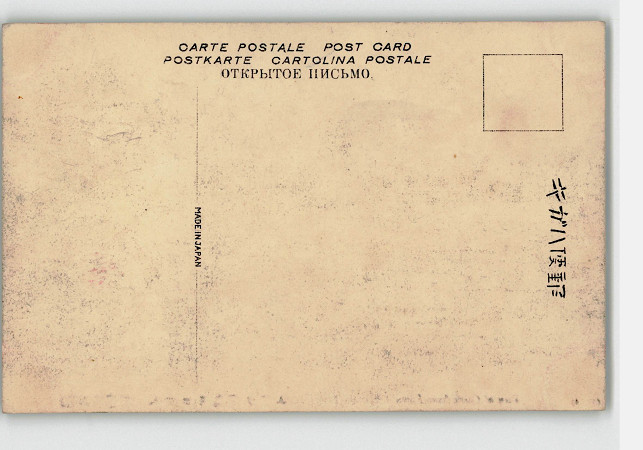 CARTE POSTALE POST CARD
POSTKARTE CARTOLINA POSTALE
ОТКРЫТОЕ ПИСЬМО.
MADE IN JAPAN
郵便ハガキ